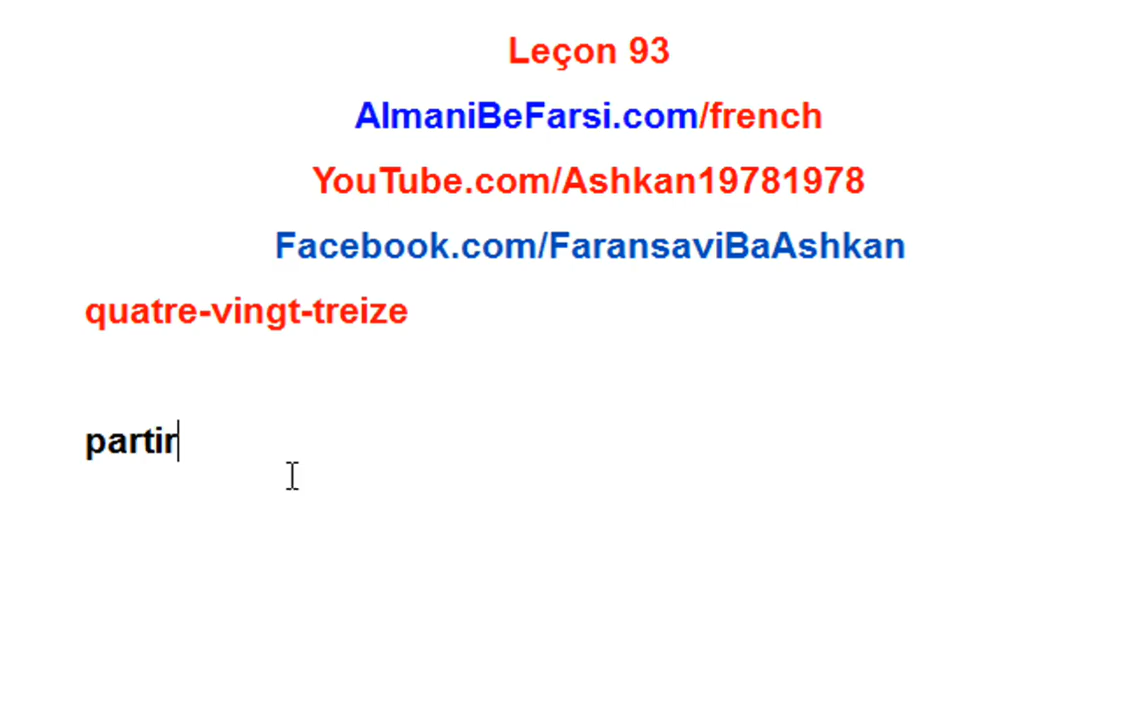 Leçon 93
AlmaniBeFarsi.com/french
YouTube.com/Ashkan19781978
Facebook.com/FaransaviBaAshkan
quatre-vingt-treize
partir